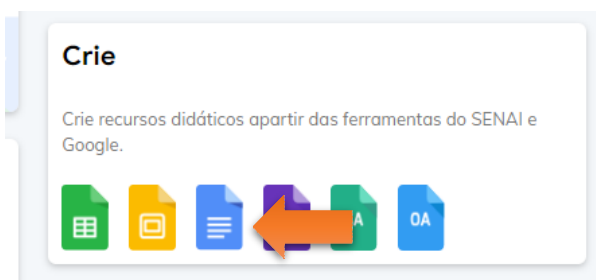 Crie
Crie recursos didáticos apartir das ferramentas do SENAI e
Google.
A OA